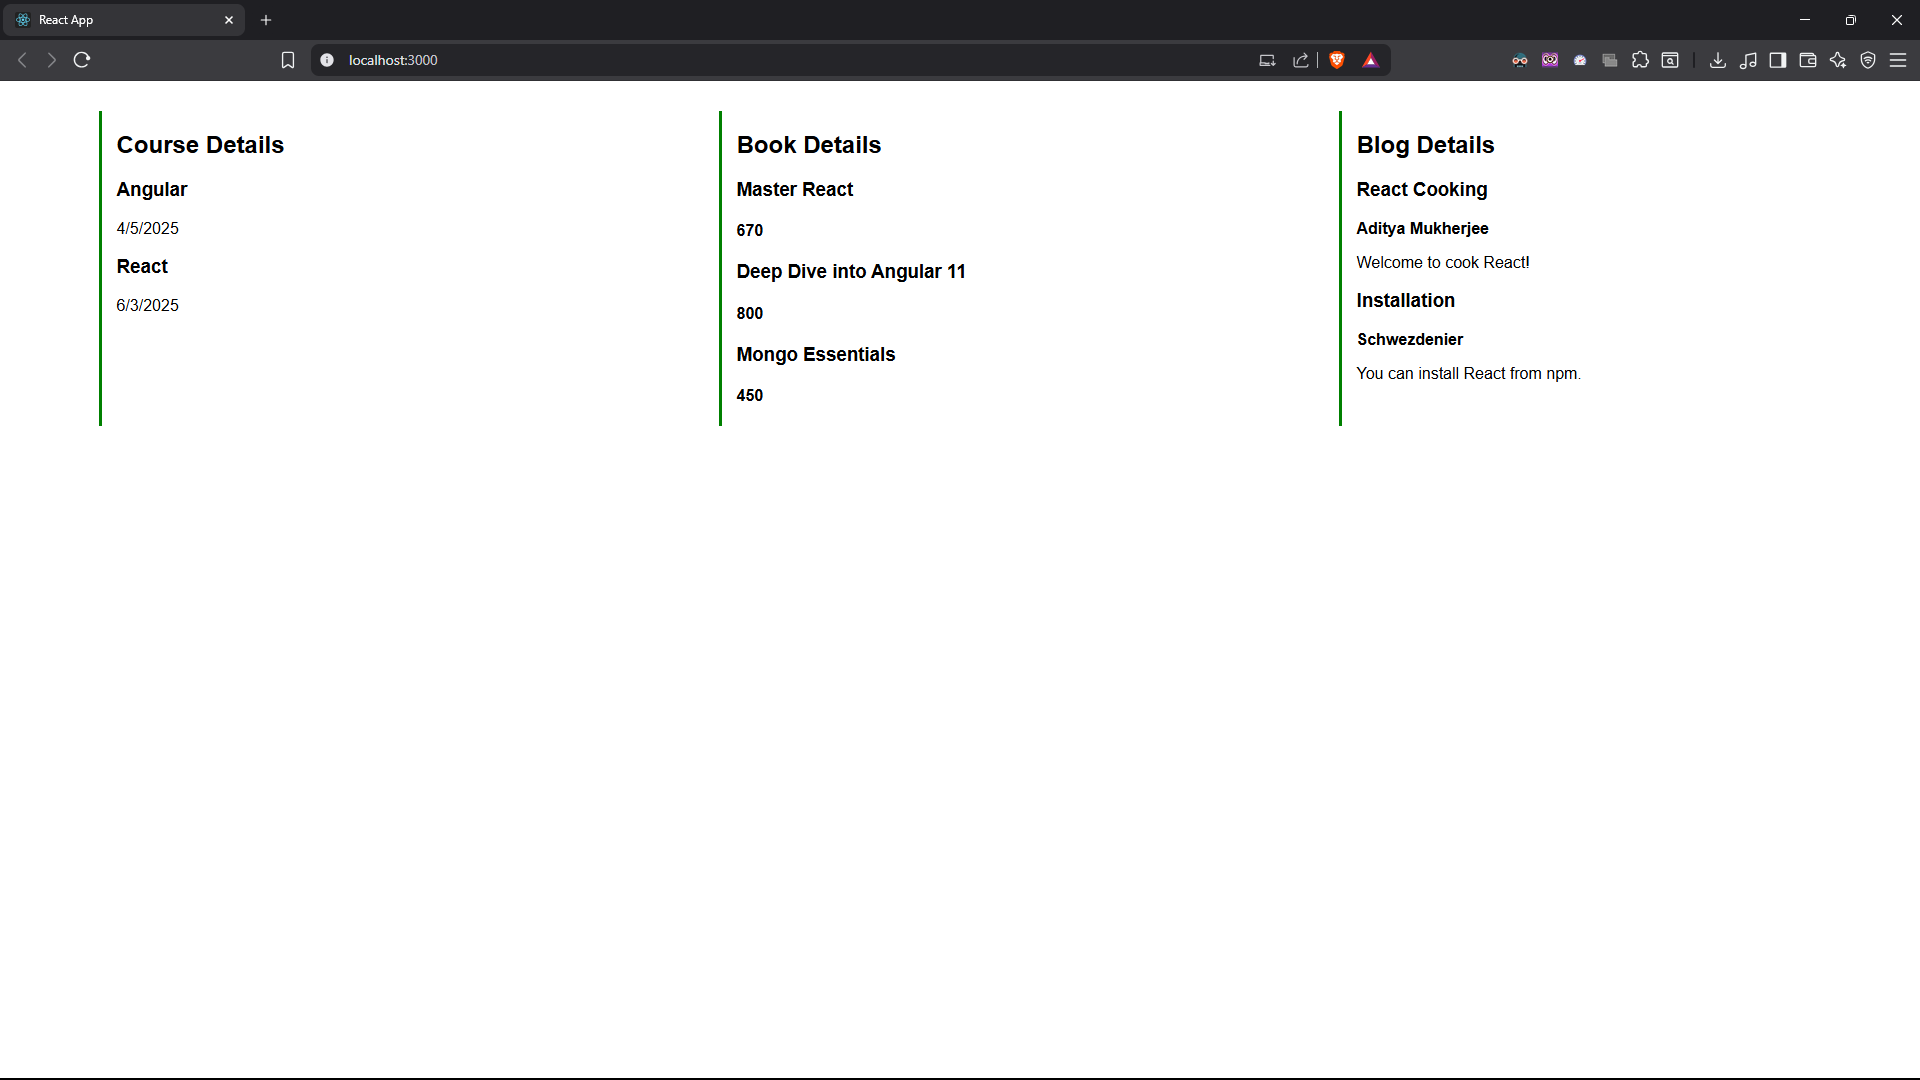 React App
localhost:3000
Course Details
Angular
4/5/2025
React
6/3/2025
Book Details
Master React
670
Deep Dive into Angular 11
800
Mongo Essentials
450
Blog Details
React Cooking
Aditya Mukherjee
Welcome to cook React!
Installation
Schwezdenier
You can install React from npm.